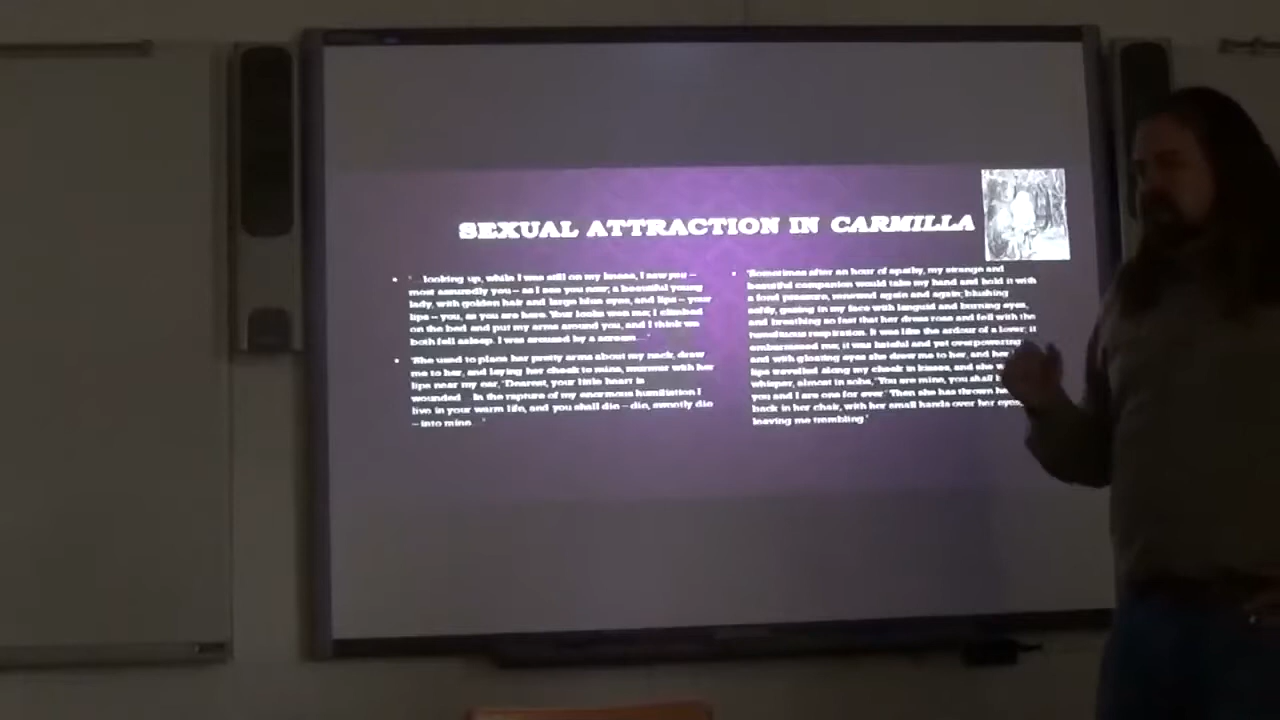 SEXUAL ATTRACTION IN CARMILLA
• '…looking up, while I was still on my knees, I saw you –
most assuredly you – as I see you now; a beautiful young
lady, with golden hair and large blue eyes, and lips – your
lips – you, as you are here. Your looks won me; I climbed
on the bed and put my arms around you, and I think we
both fell asleep. I was aroused by a scream…'
• 'She used to place her pretty arms about my neck, draw
me to her, and laying her cheek to mine, murmur with her
lips near my ear, 'Dearest, your little heart is
wounded… In the rapture of my enormous humiliation I
live in your warm life, and you shall die – die, sweetly die
– into mine…'
• 'Sometimes after an hour of apathy, my strange and
beautiful companion would take my hand and hold it with
a fond pressure, renewed again and again; blushing
softly, gazing in my face with languid and burning eyes,
and breathing so fast that her dress rose and fell with the
tumultuous respiration. It was like the ardour of a lover; it
embarrassed me; it was hateful and yet overpowering;
and with gloating eyes she drew me to her, and her
lips travelled along my cheek in kisses, and she
whisper, almost in sobs, 'You are mine, you shall
you and I are one for ever.' Then she has thrown
back in her chair, with her small hands over her eyes,
leaving me trembling.'